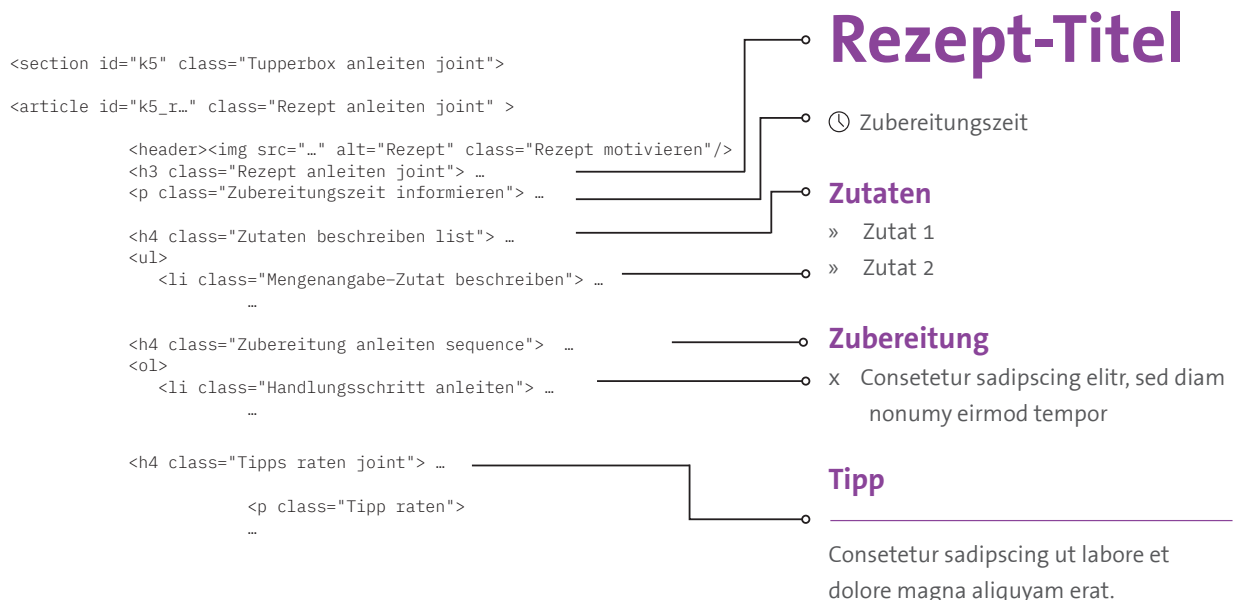 <section id="k5" class="Tupperbox anleiten joint">
<article id="k5_r…" class="Rezept anleiten joint" >
<header><img src="…" alt="Rezept" class="Rezept motivieren"/>
<h3 class="Rezept anleiten joint"> …
<p class="Zubereitungszeit informieren"> …
<h4 class="Zutaten beschreiben list"> …
<ul>
<li class="Mengenangabe–Zutat beschreiben"> …
…
<h4 class="Zubereitung anleiten sequence"> …
<ol>
<li class="Handlungsschritt anleiten"> …
…
<h4 class="Tipps raten joint"> …
<p class="Tipp raten">
…
Rezept-Titel
Zubereitungszeit
Zutaten
» Zutat 1
» Zutat 2
Zubereitung
x Consetetur sadipscing elitr, sed diam
nonumy eirmod tempor
Tipp
Consetetur sadipscing ut labore et
dolore magna aliquyam erat.